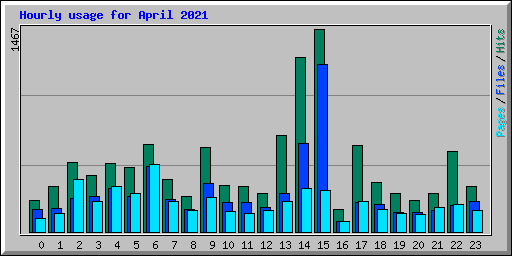 Hourly usage for April 2021
1467
Pages / Files / Hits
0 1 2 3 4 5 6 7 8 9 10 11 12 13 14 15 16 17 18 19 20 21 22 23